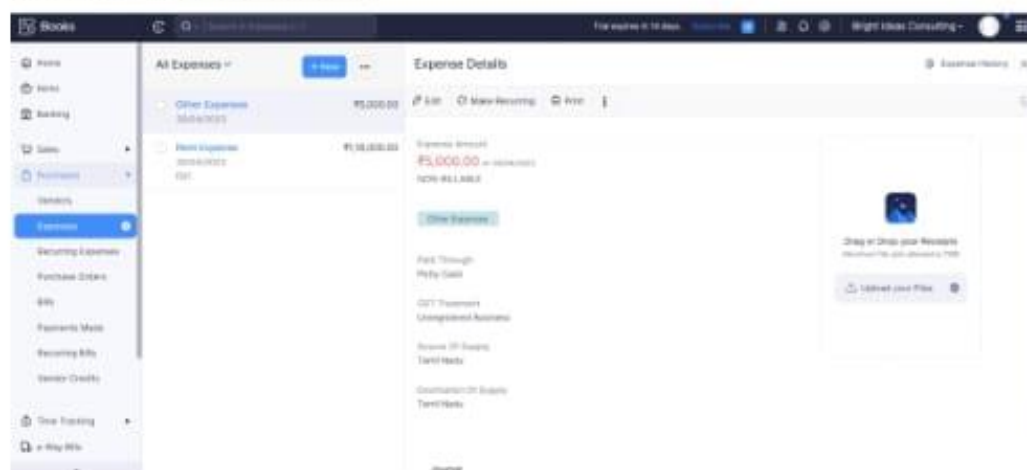 Books
Trial expires in 14 days
Bright Ideas Consulting
Home
Items
Banking
Sales
Purchases
Vendors
Expenses
Recurring Expenses
Purchase Orders
Bills
Payments Made
Recurring Bills
Vendor Credits
Time Tracking
e-Way Bills
All Expenses
+ New
Other Expenses
₹5,000.00
Rent Expense
Expense Details
Expense History
Edit
Make Recurring
Print
Expense Amount
₹5,000.00
NON-BILLABLE
Other Expenses
Paid Through
Petty Cash
GST Treatment
Unregistered Business
Source Of Supply
Tamil Nadu
Destination Of Supply
Tamil Nadu
Drag or Drop your Receipts
Upload your Files